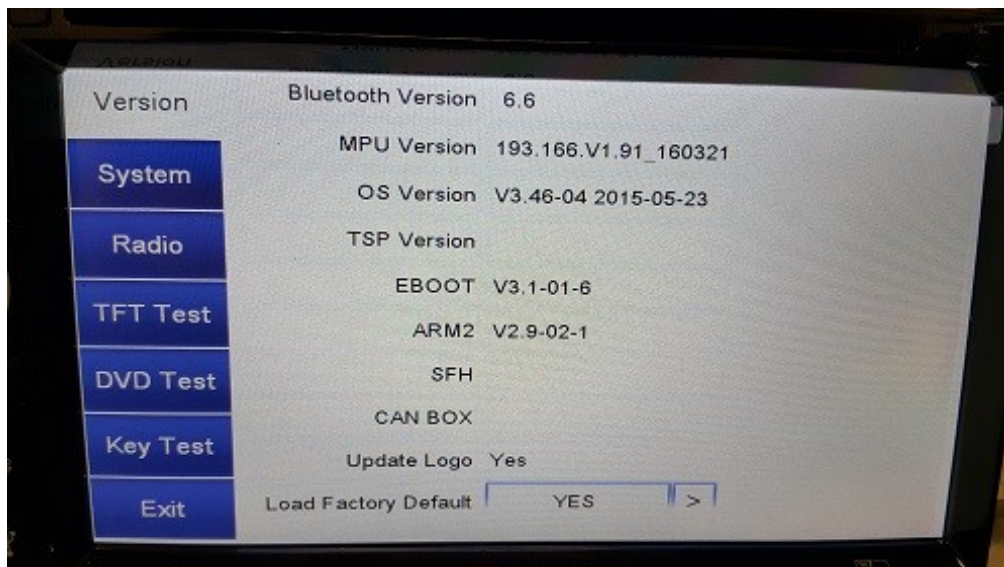 Version
System
Radio
TFT Test
DVD Test
Key Test
Exit
Bluetooth Version 6.6
MPU Version 193.166.V1.91_160321
OS Version V3.46-04 2015-05-23
TSP Version
EBOOT V3.1-01-6
ARM2 V2.9-02-1
SFH
CAN BOX
Update Logo Yes
Load Factory Default YES >